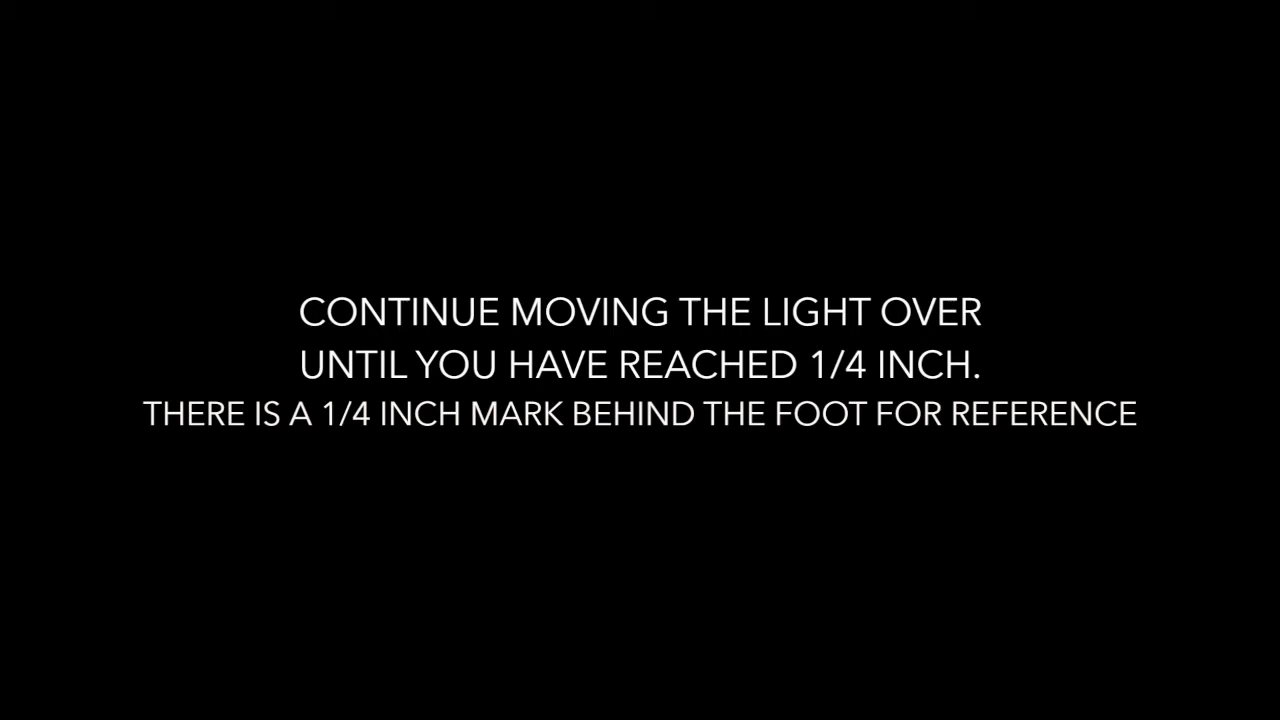 CONTINUE MOVING THE LIGHT OVER
UNTIL YOU HAVE REACHED 1/4 INCH.
THERE IS A 1/4 INCH MARK BEHIND THE FOOT FOR REFERENCE